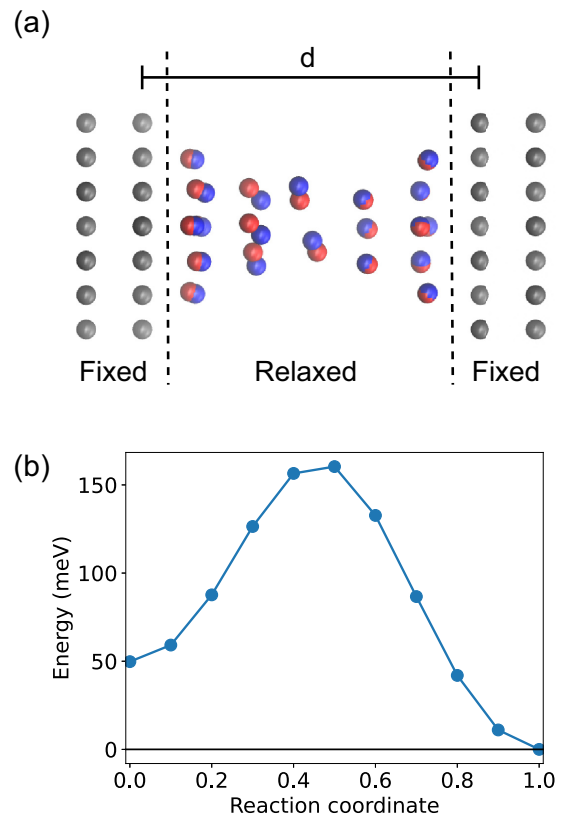 (a)
d
Fixed Relaxed Fixed
(b)
Energy (meV)
150
100
50
0
0.0 0.2 0.4 0.6 0.8 1.0
Reaction coordinate